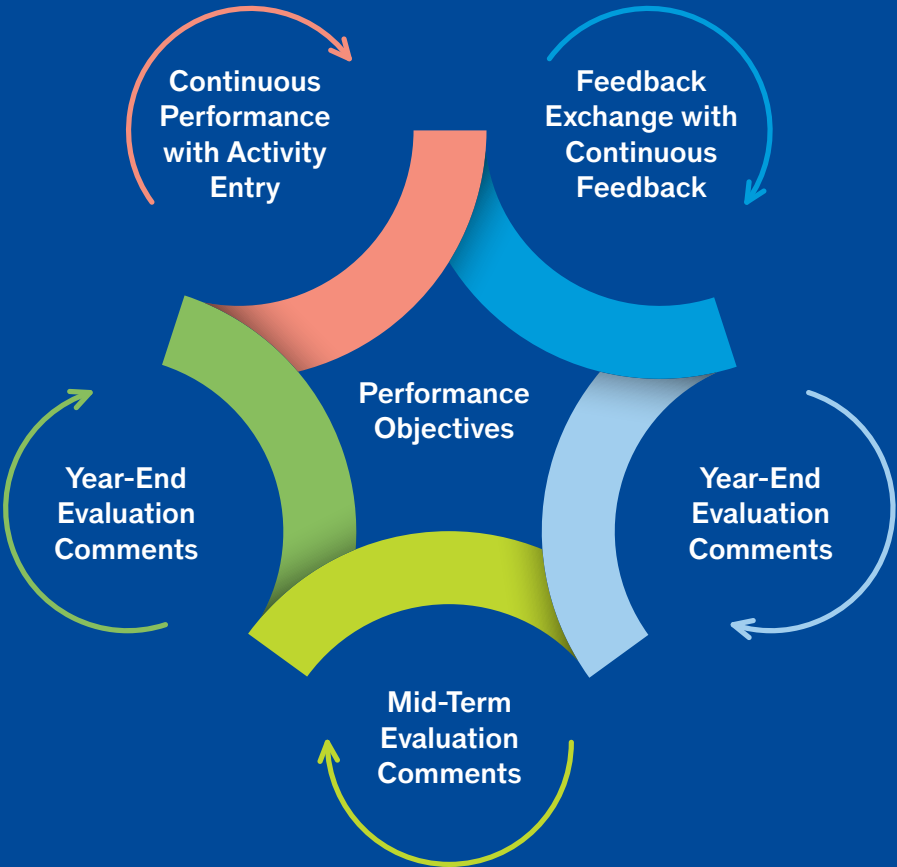 Continuous
Performance
with Activity
Entry
Feedback
Exchange with
Continuous
Feedback
Performance
Objectives
Year-End
Evaluation
Comments
Year-End
Evaluation
Comments
Mid-Term
Evaluation
Comments